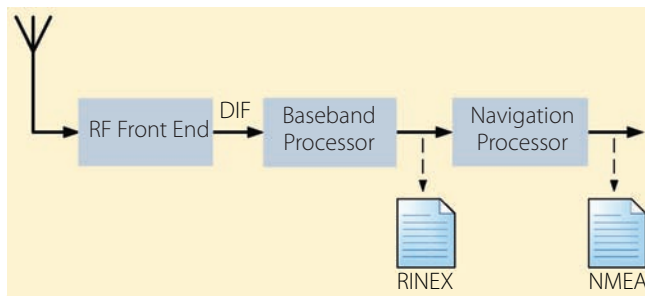 RF Front End
DIF
Baseband
Processor
Navigation
Processor
RINEX
NMEA